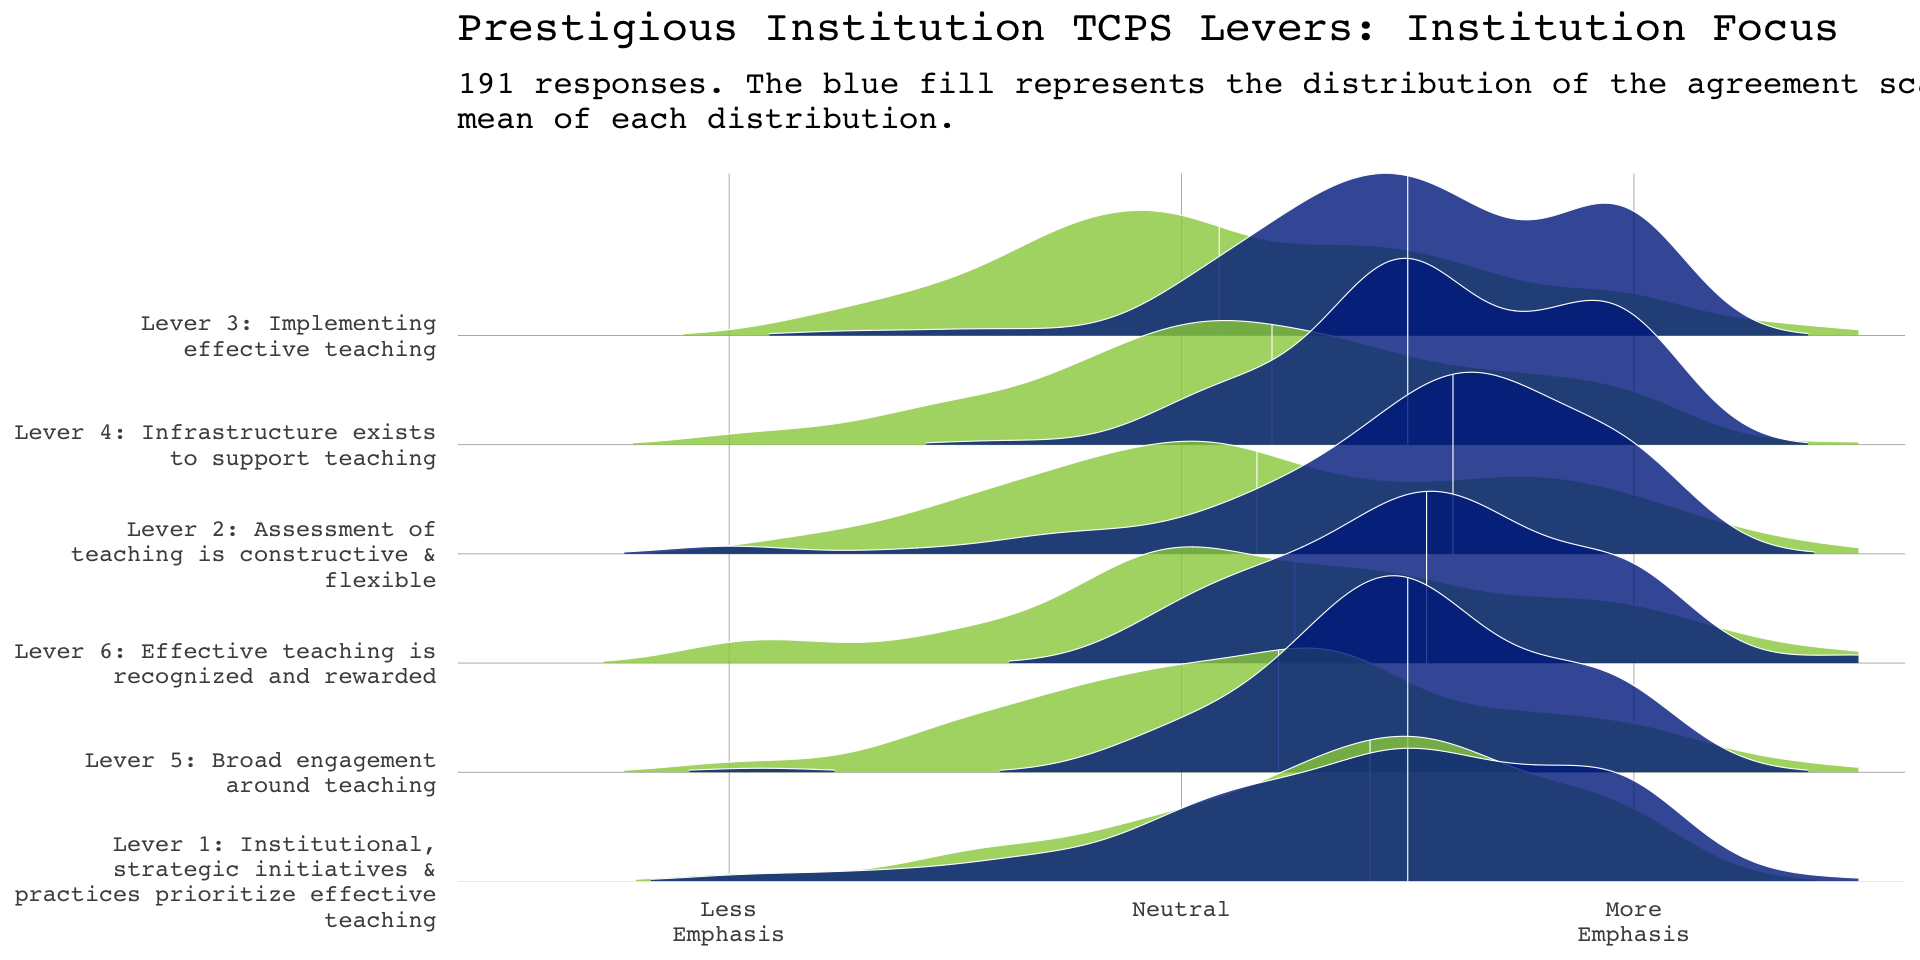 Prestigious Institution TCPS Levers: Institution Focus
191 responses. The blue fill represents the distribution of the agreement
mean of each distribution.
Lever 3: Implementing
effective teaching
Lever 4: Infrastructure exists
to support teaching
Lever 2: Assessment of
teaching is constructive &
flexible
Lever 6: Effective teaching is
recognized and rewarded
Lever 5: Broad engagement
around teaching
Lever 1: Institutional,
strategic initiatives &
practices prioritize effective
teaching
Less
Emphasis
Neutral
More
Emphasis